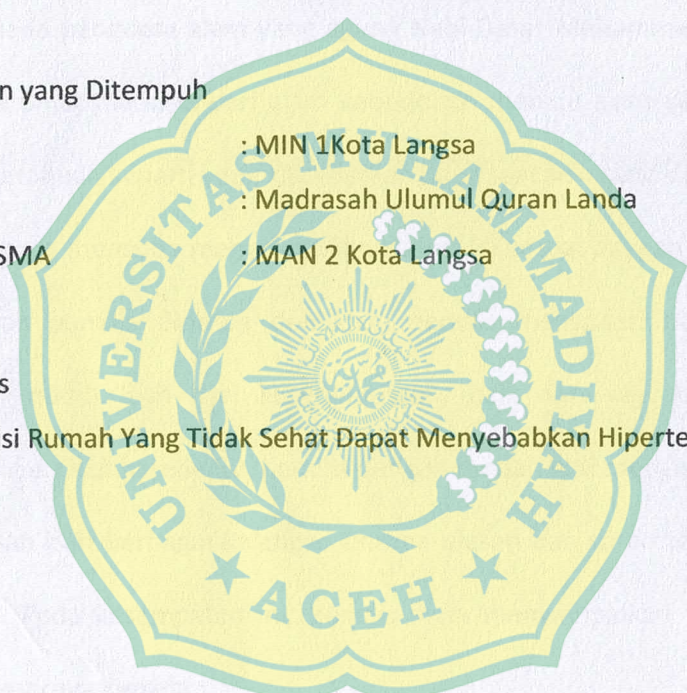 n yang Ditempuh
: MIN 1Kota Langsa
: Madrasah Ulumul Quran Landa
SMA : MAN 2 Kota Langsa
s
si Rumah Yang Tidak Sehat Dapat Menyebabkan Hiperte
UNIVERSITAS MUHAMMADIYAH
ACEH
محمد